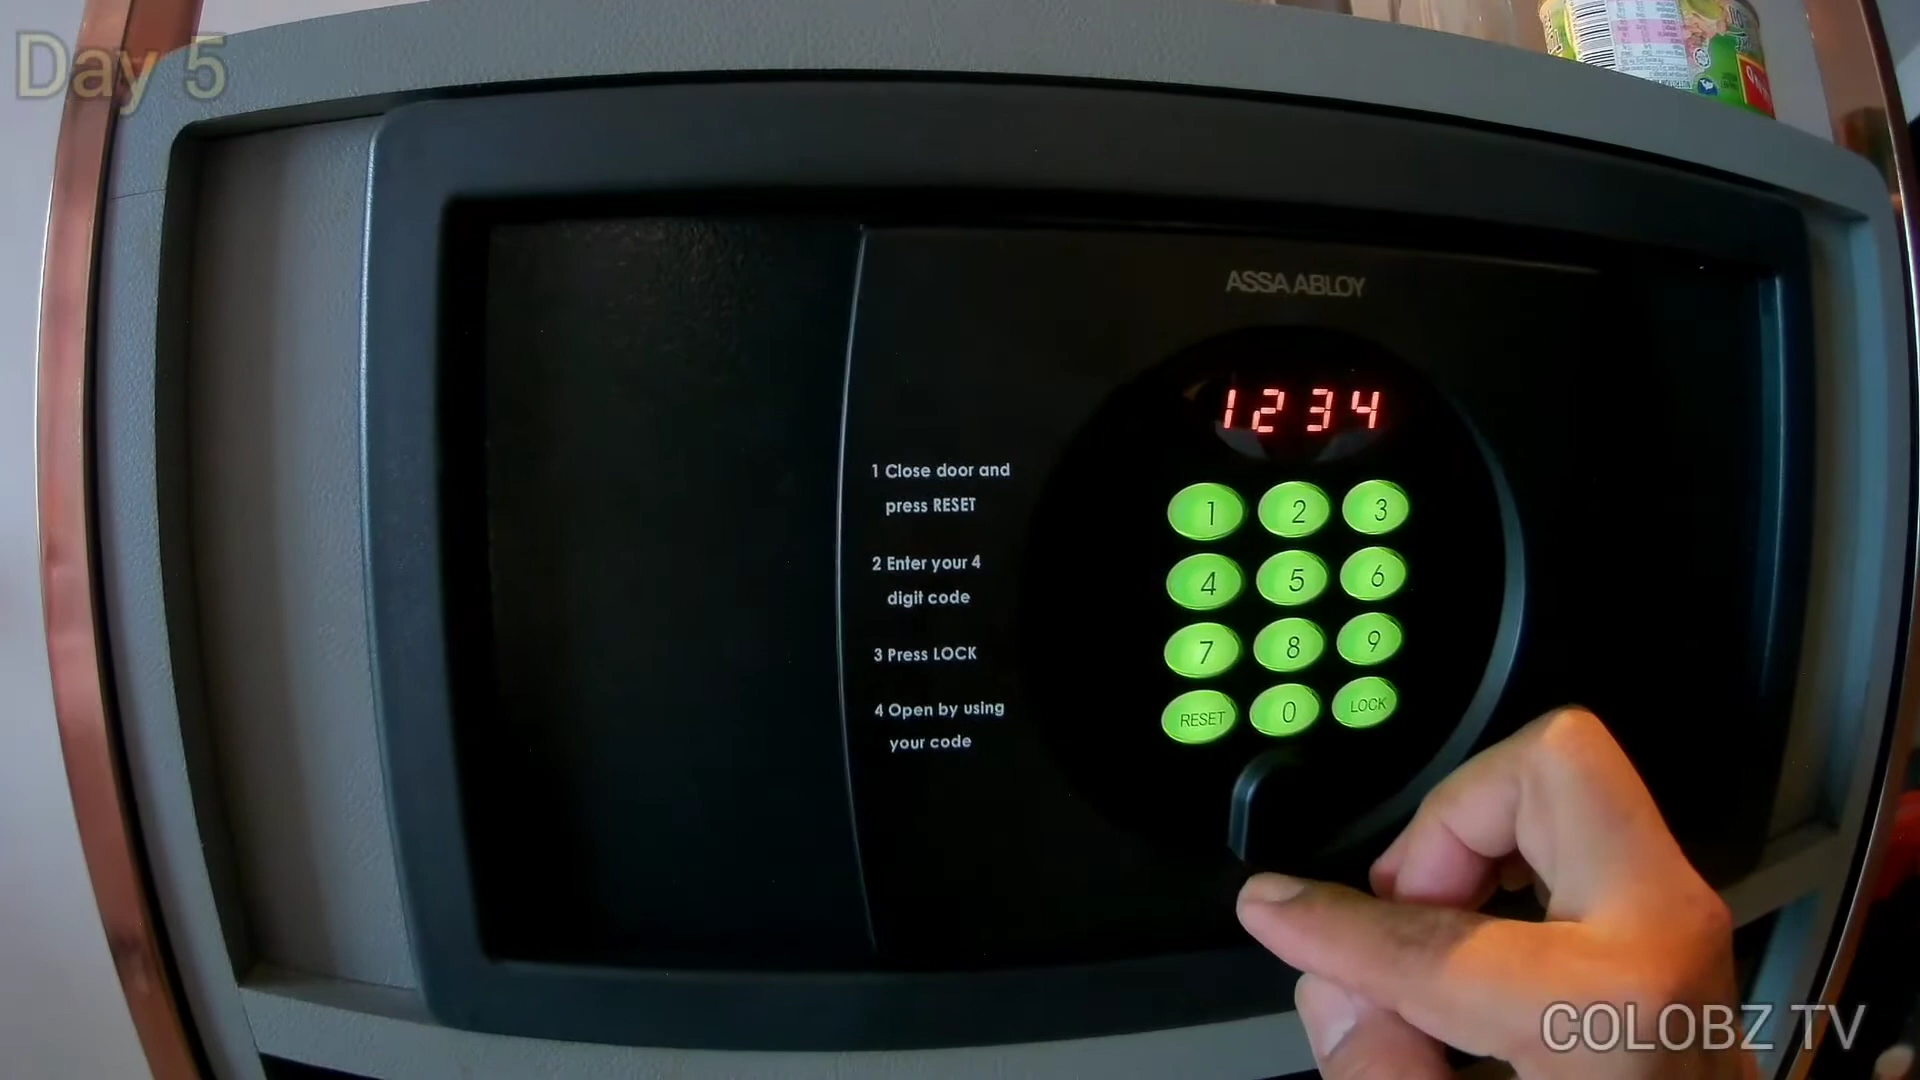 Day 5
ASSA ABLOY
1234
1 Close door and
press RESET
2 Enter your 4
digit code
3 Press LOCK
4 Open by using
your code
1 2 3
4 5 6
7 8 9
RESET 0 LOCK
COLOBZ TV